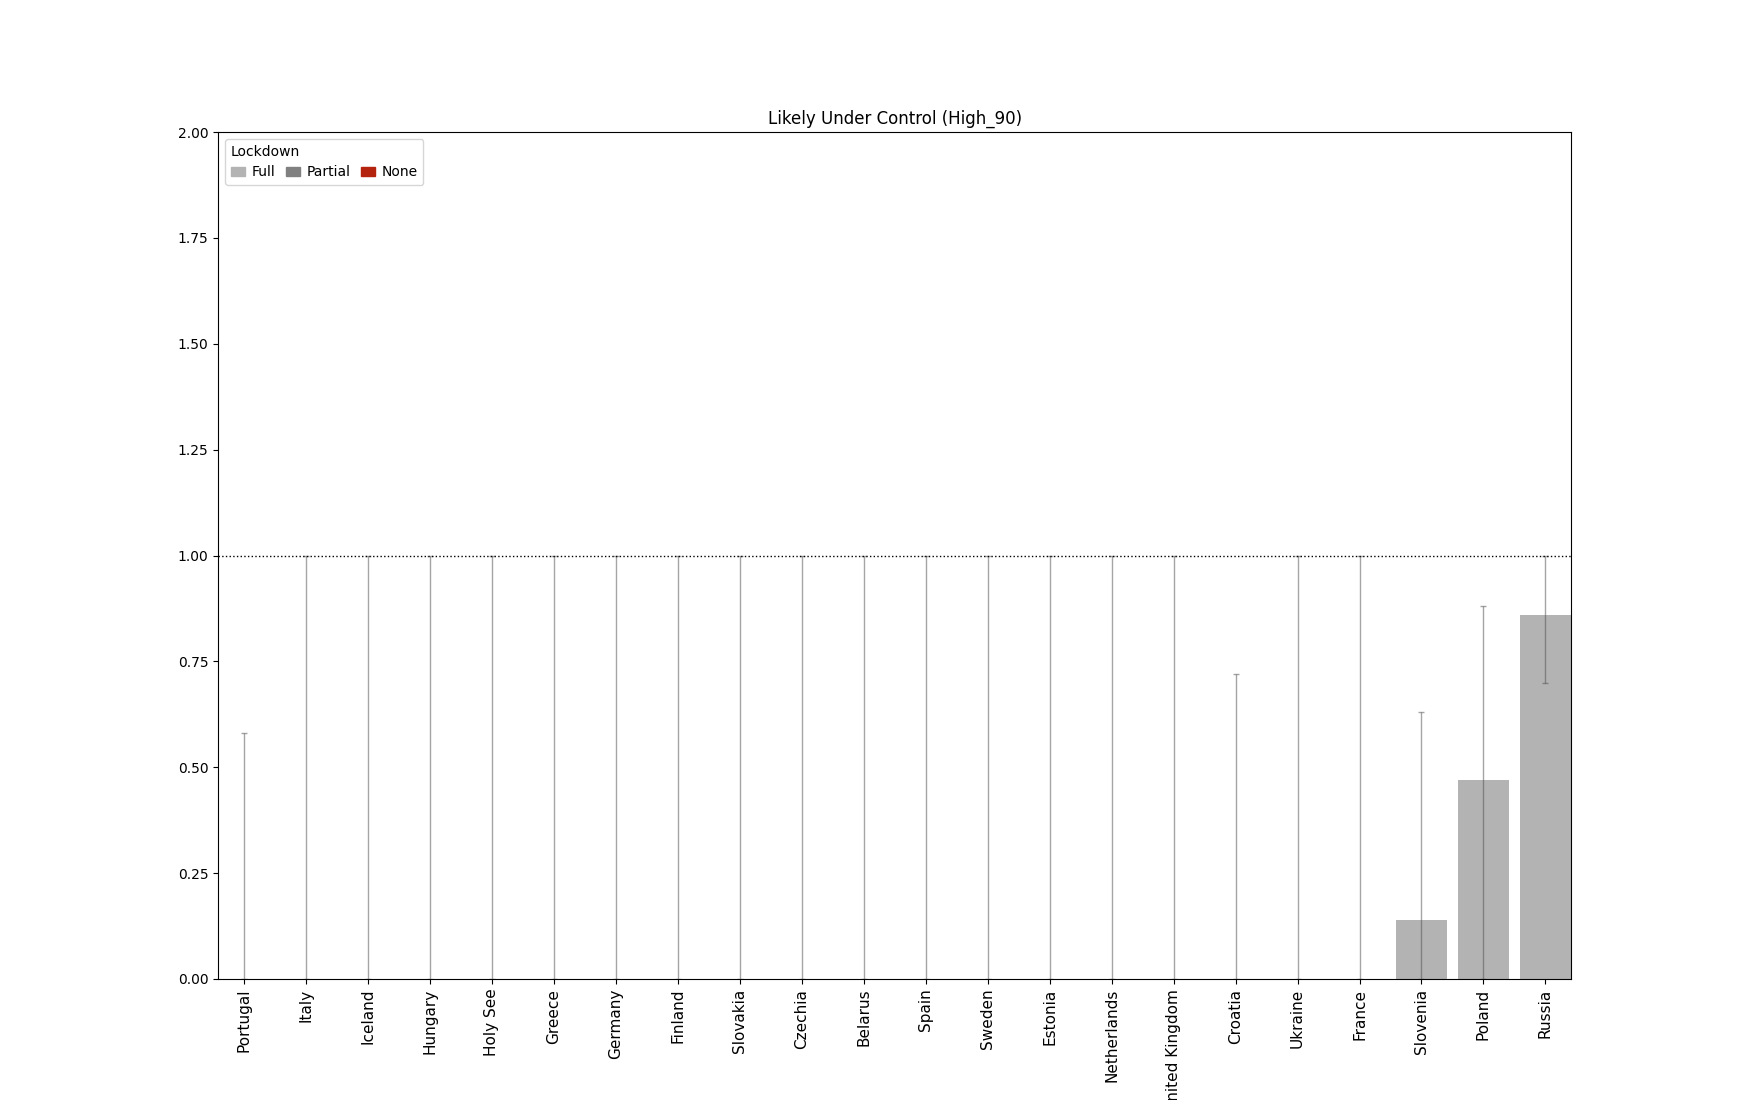 Likely Under Control (High_90)
2.00
Lockdown
Full Partial None
1.75
1.50
1.25
1.00
0.75
0.50
0.25
0.00
Portugal
Italy
Iceland
Hungary
Holy See
Greece
Germany
Finland
Slovakia
Czechia
Belarus
Spain
Sweden
Estonia
Netherlands
nited Kingdom
Croatia
Ukraine
France
Slovenia
Poland
Russia